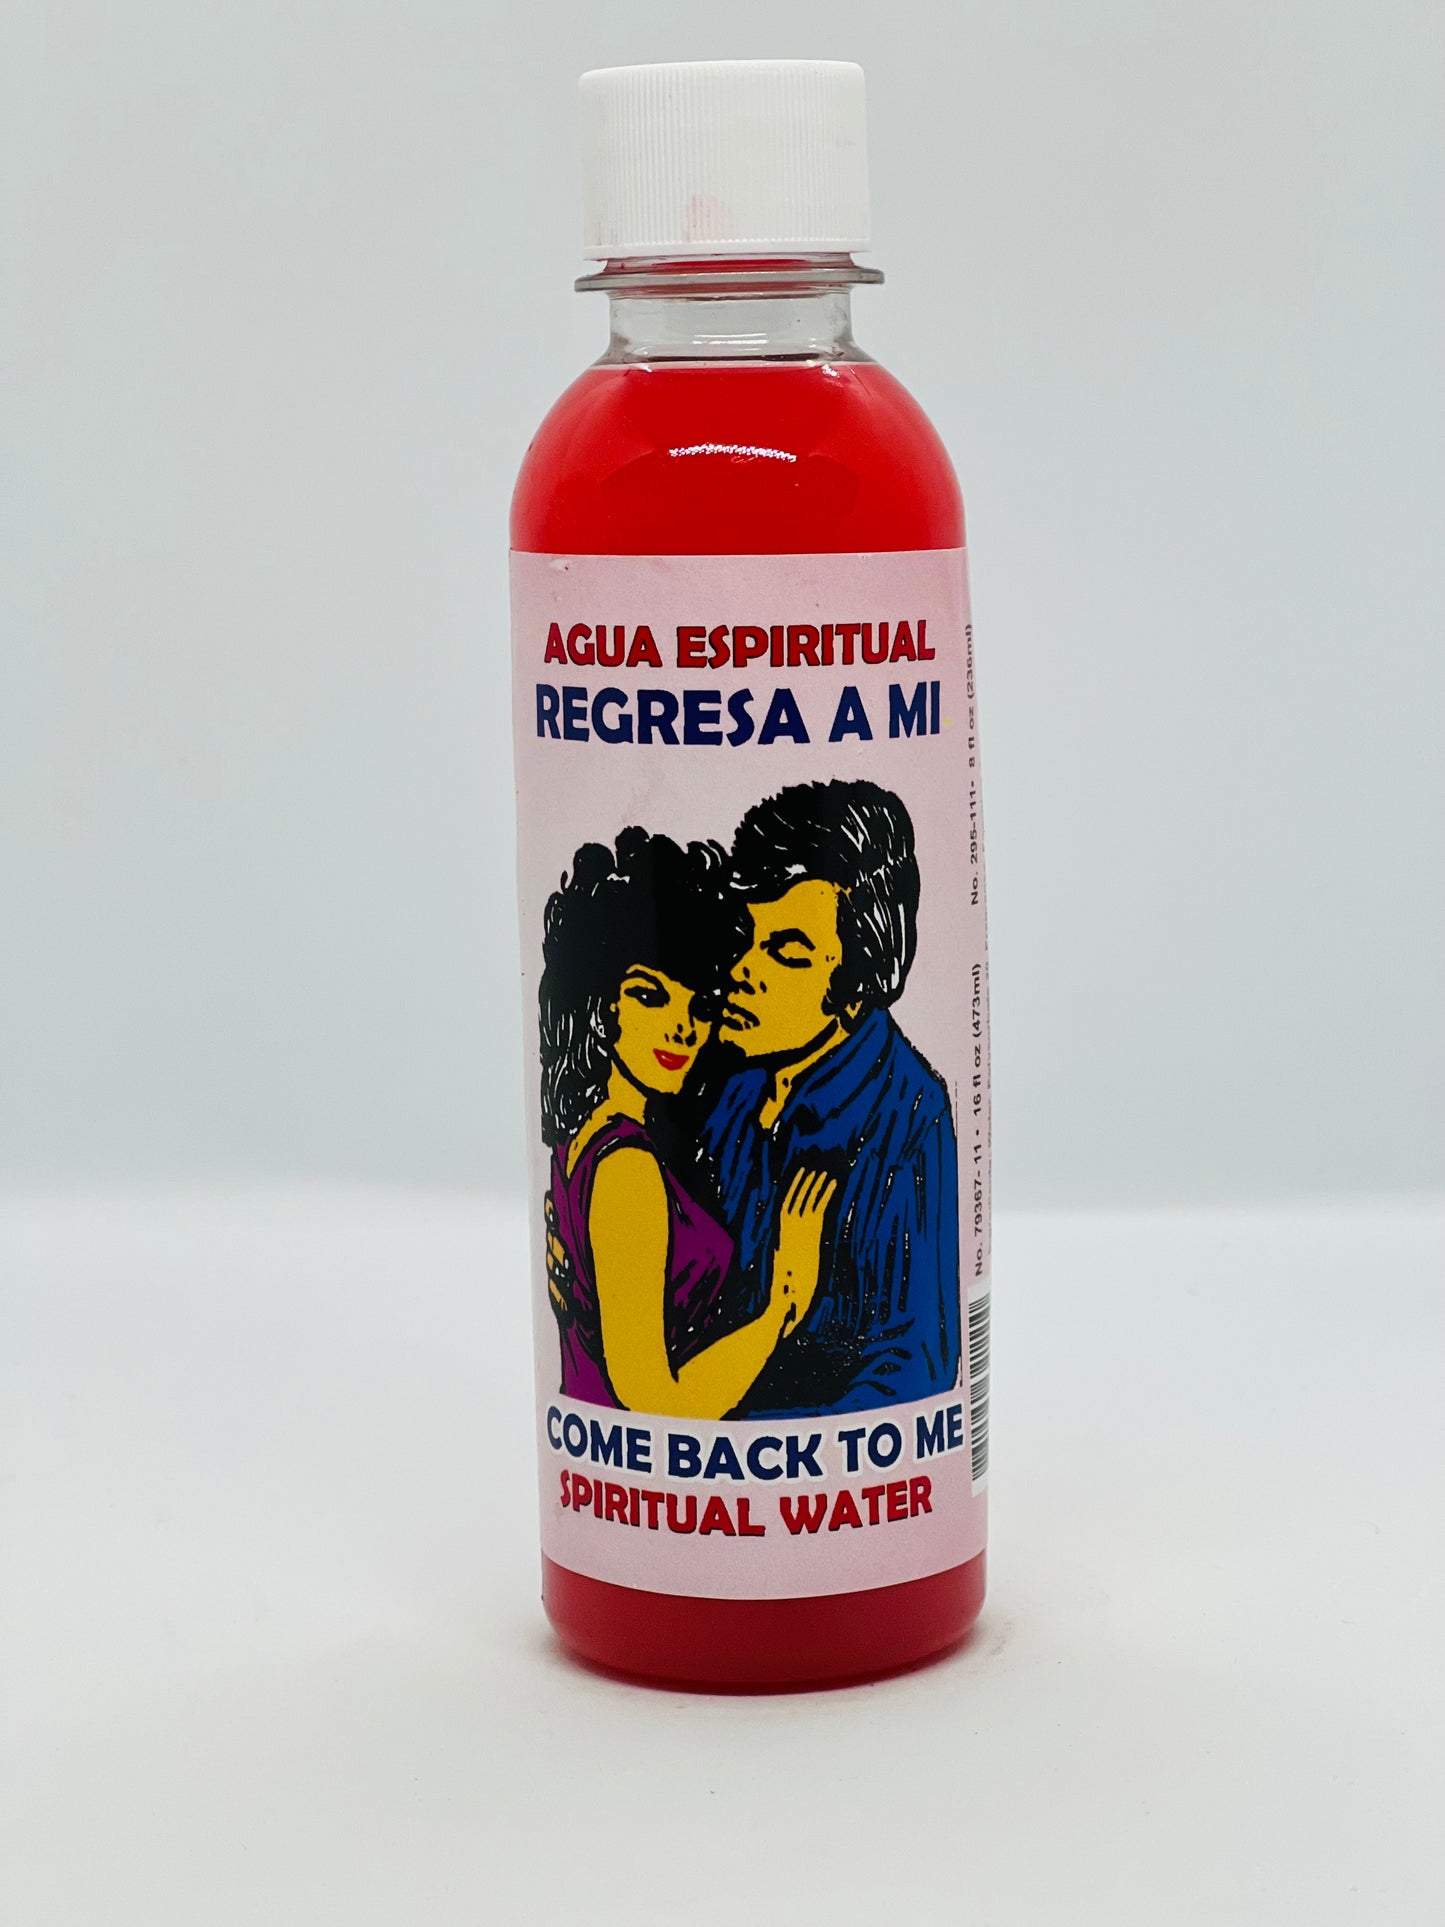 AGUA ESPIRITUAL
REGRESA A MI
COME BACK TO ME
SPIRITUAL WATER
No. 79367-11 • 16 fl oz (473ml)
No. 295-111- 8 fl oz (236ml)